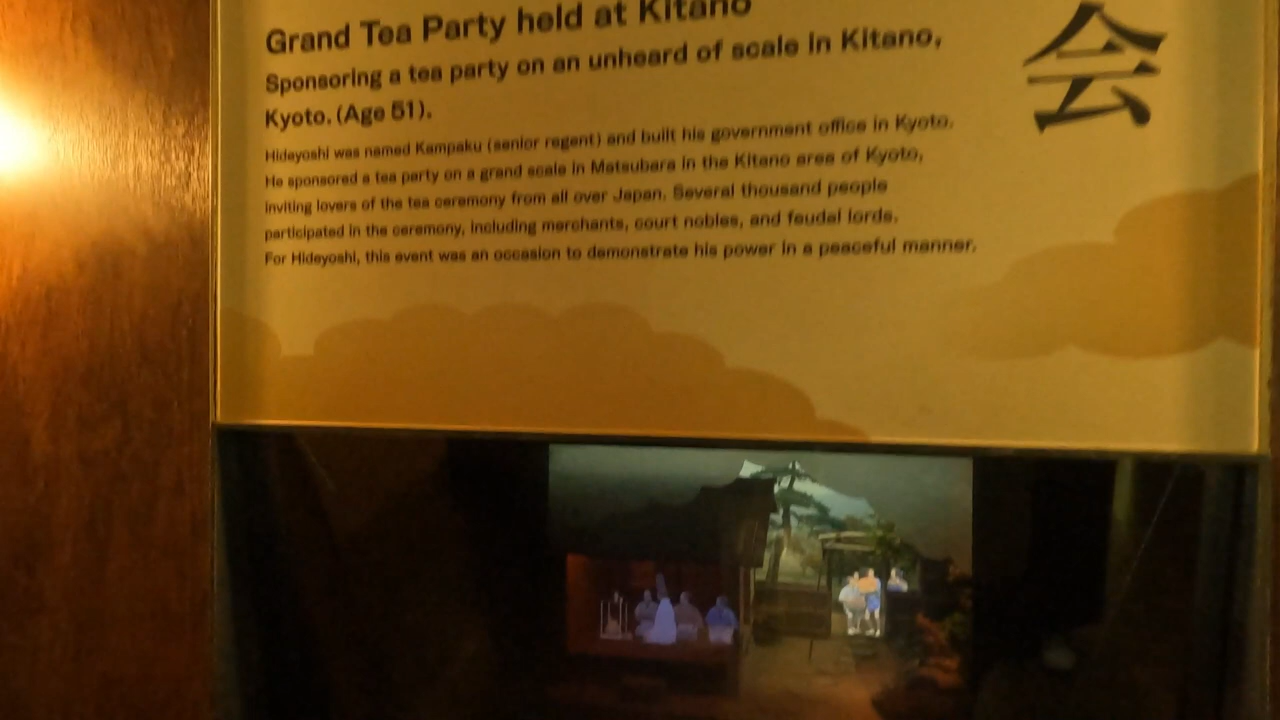 Grand Tea Party held at Kitano
Sponsoring a tea party on an unheard of scale in Kitano,
Kyoto. (Age 51).
Hideyoshi was named Kampaku (senior regent) and built his government office in Kyoto.
He sponsored a tea party on a grand scale in Matsubara in the Kitano area of Kyoto,
inviting lovers of the tea ceremony from all over Japan. Several thousand people
participated in the ceremony, including merchants, court nobles, and feudal lords.
For Hideyoshi, this event was an occasion to demonstrate his power in a peaceful manner.
会